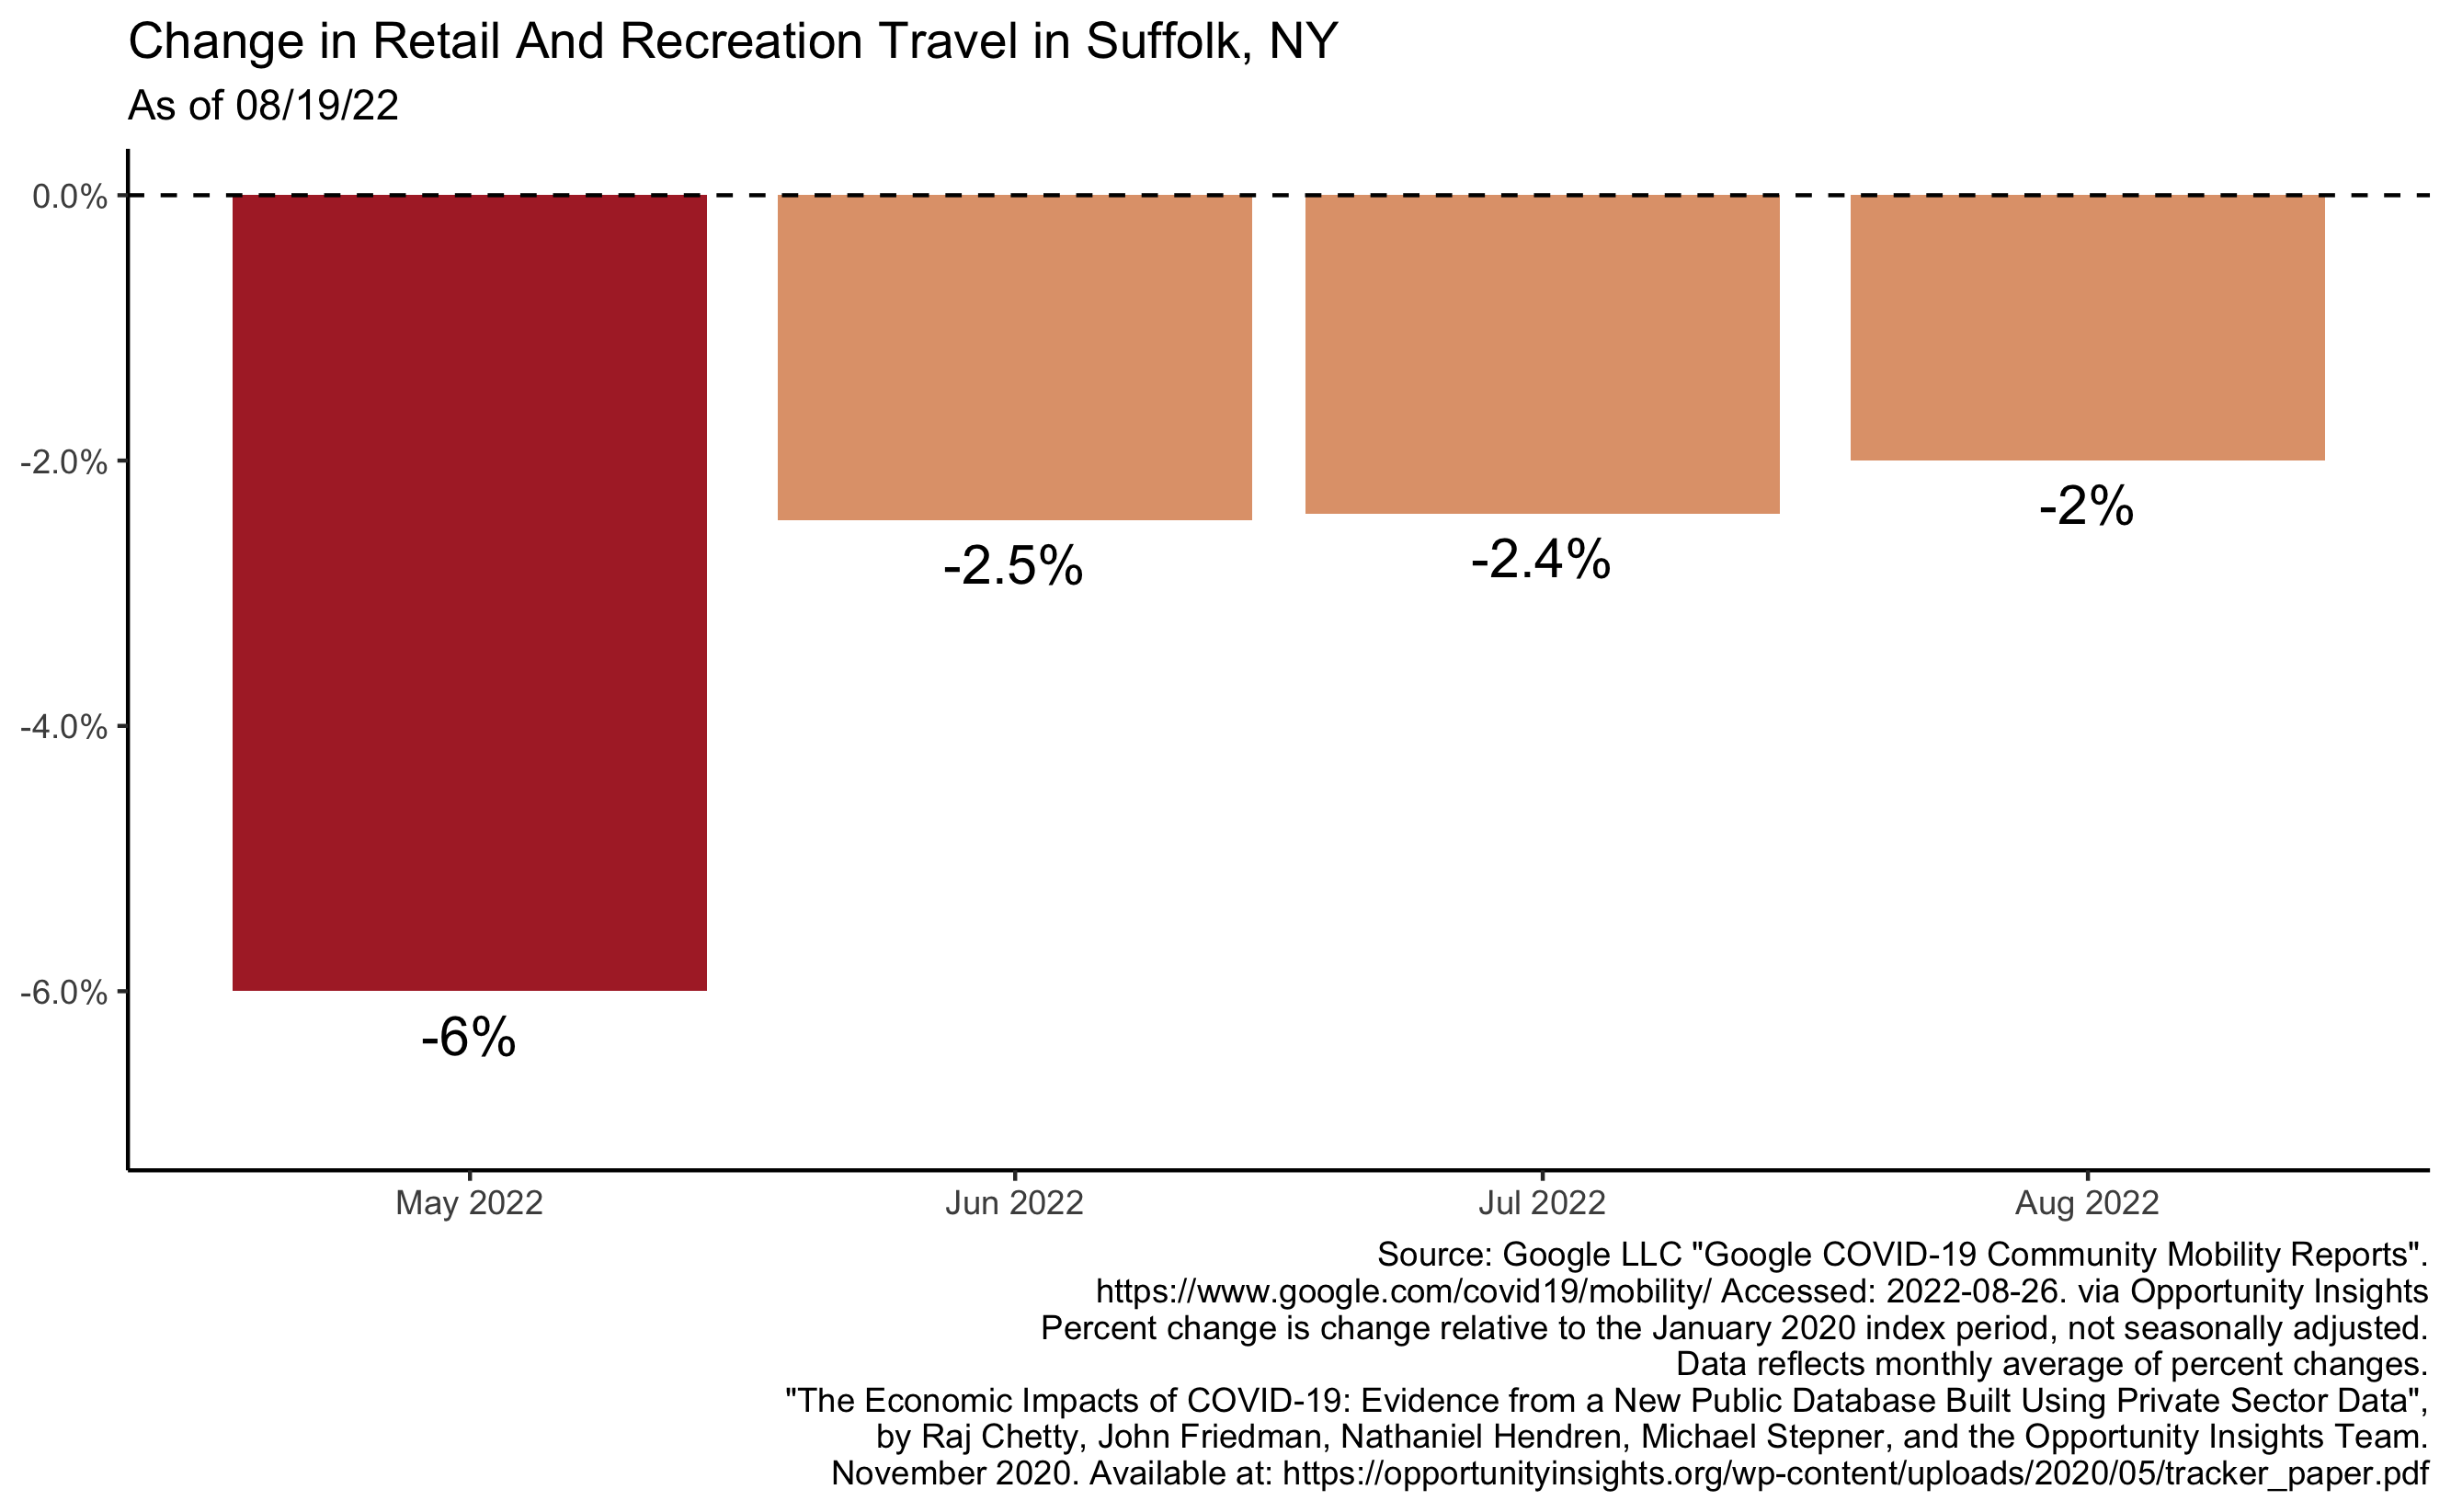 Change in Retail And Recreation Travel in Suffolk, NY
As of 08/19/22
0.0%
-2.0%
-4.0%
-6.0%
-6%
-2.5%
-2.4%
-2%
May 2022
Jun 2022
Jul 2022
Aug 2022
Source: Google LLC "Google COVID-19 Community Mobility Reports".
https://www.google.com/covid19/mobility/ Accessed: 2022-08-26. via Opportunity Insights
Percent change is change relative to the January 2020 index period, not seasonally adjusted.
Data reflects monthly average of percent changes.
"The Economic Impacts of COVID-19: Evidence from a New Public Database Built Using Private Sector Data",
by Raj Chetty, John Friedman, Nathaniel Hendren, Michael Stepner, and the Opportunity Insights Team.
November 2020. Available at: https://opportunityinsights.org/wp-content/uploads/2020/05/tracker_paper.pdf